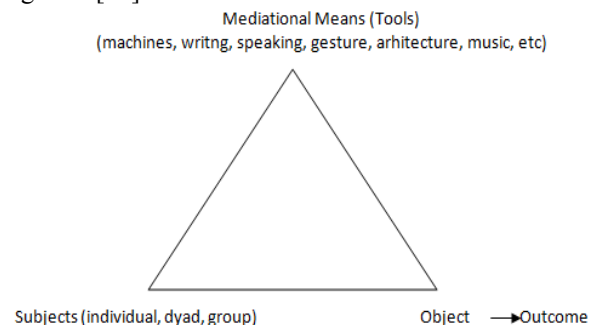 Mediational Means (Tools)
(machines, writng, speaking, gesture, arhitecture, music, etc)
Subjects (individual, dyad, group) Object Outcome